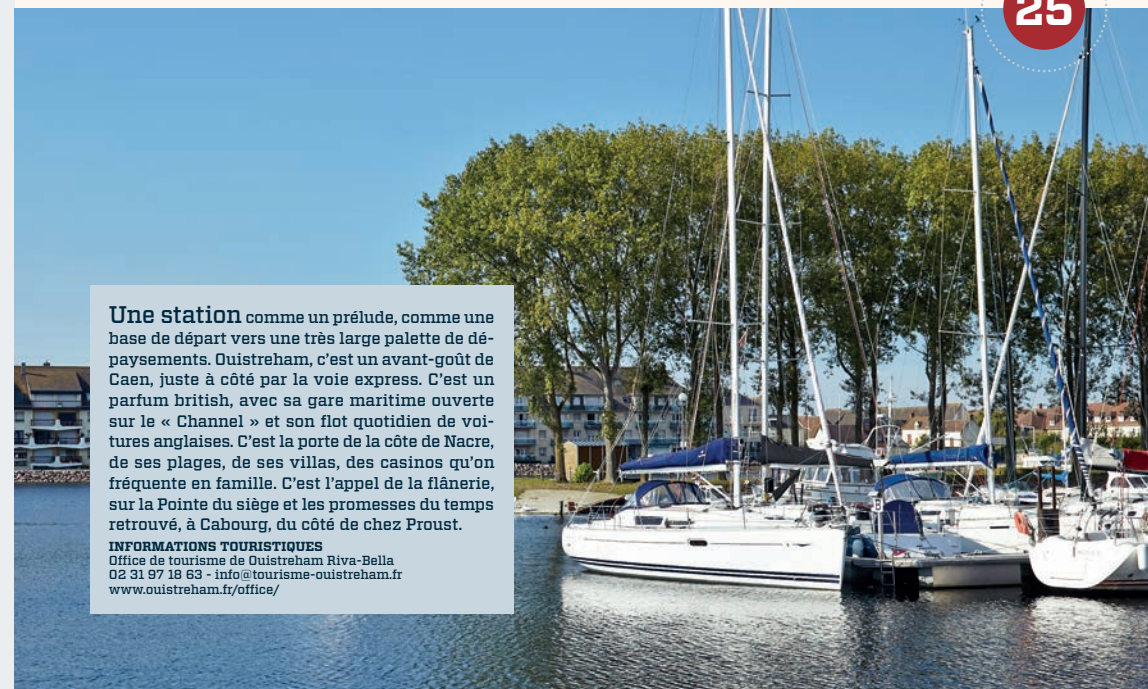 25
Une station comme un prélude, comme une
base de départ vers une très large palette de dé-
paysements. Ouistreham, c'est un avant-goût de
Caen, juste à côté par la voie express. C'est un
parfum british, avec sa gare maritime ouverte
sur le « Channel » et son flot quotidien de voi-
tures anglaises. C'est la porte de la côte de Nacre,
de ses plages, de ses villas, des casinos qu'on
fréquente en famille. C'est l'appel de la flânerie,
sur la Pointe du siège et les promesses du temps
retrouvé, à Cabourg, du côté de chez Proust.
INFORMATIONS TOURISTIQUES
Office de tourisme de Ouistreham Riva-Bella
02 31 97 18 63 - info@tourisme-ouistreham.fr
www.ouistreham.fr/office/
B